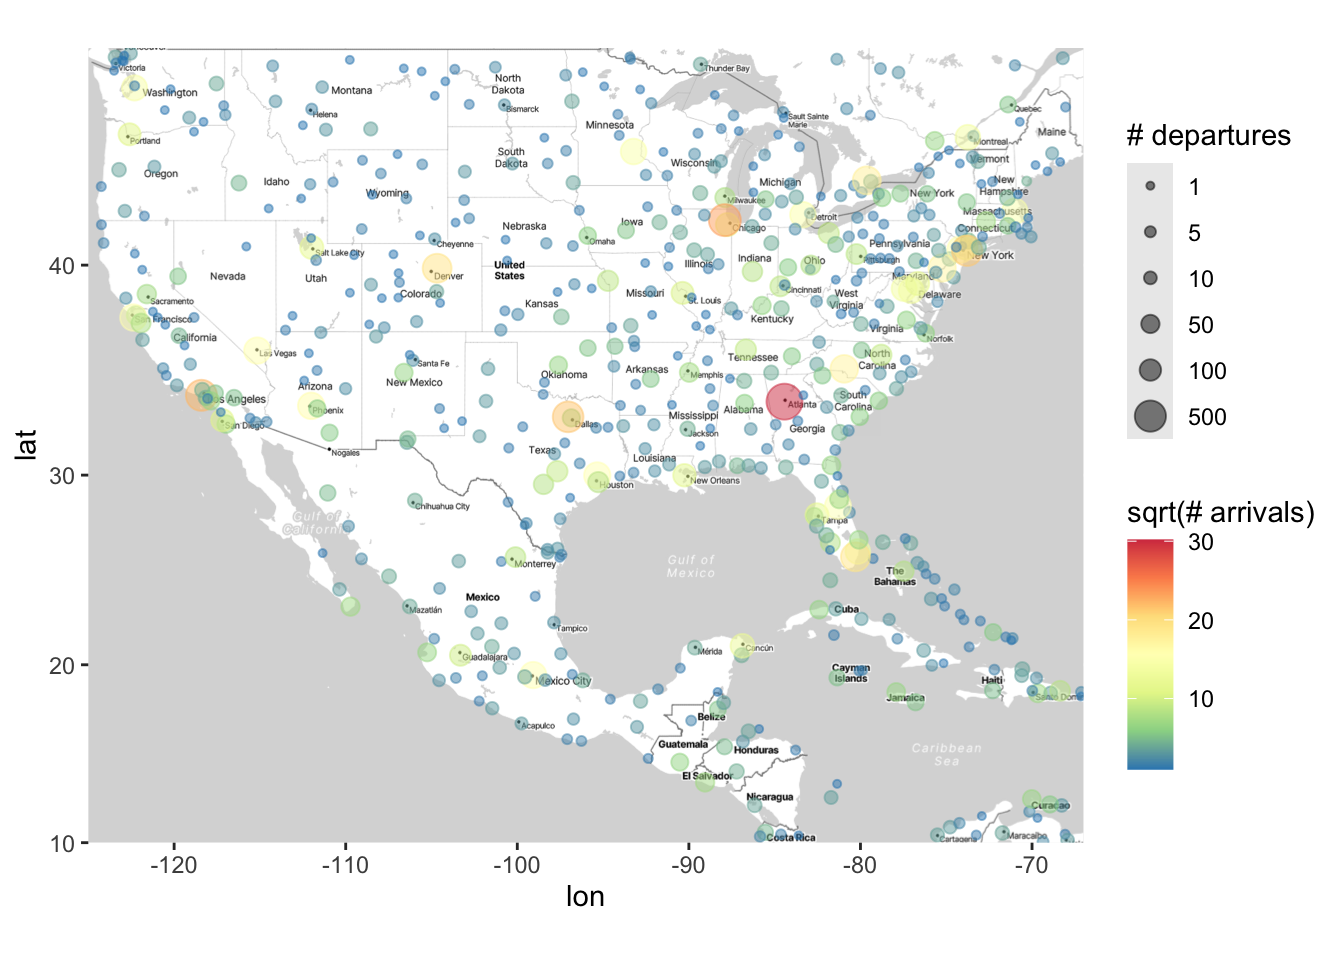 Vancouver
Victoria
Washington
Portland
Oregon
Idaho
Montana
Helena
North
Dakota
Bismarck
South
Dakota
Minnesota
Thunder Bay
Sault Sainte
Marie
Quebec
Montreal
Maine
Vermont
New
Hampshire
Massachusetts
Connecticut
New York
New York
Wisconsin
Michigan
Milwaukee
Detroit
Chicago
Wyoming
Nebraska
Iowa
Omaha
Salt Lake City
Cheyenne
Nevada
Utah
Denver
Colorado
United
States
Kansas
Missouri
Illinois
Indiana
Ohio
Pennsylvania
Pittsburgh
Maryland
Delaware
Cincinnati
St. Louis
West
Virginia
Kentucky
Virginia
Norfolk
Sacramento
San Francisco
California
Las Vegas
Santa Fe
Arizona
New Mexico
Oklahoma
Arkansas
Memphis
Tennessee
North
Carolina
South
Carolina
Los Angeles
Phoenix
San Diego
Nogales
Dallas
Texas
Mississippi
Jackson
Alabama
Atlanta
Georgia
Louisiana
Houston
New Orleans
Chihuahua City
Gulf of
California
Tampa
Monterrey
Gulf of
Mexico
The
Bahamas
Mexico
Mazatlán
Tampico
Cuba
Guadalajara
Mexico City
Mérida
Cancún
Cayman
Islands
Haiti
Jamaica
Acapulco
Belize
Guatemala
Honduras
El Salvador
Nicaragua
Caribbean
Sea
Costa Rica
Curacao
Cartagena
Maracaibo
40
30
20
10
lat
-120
-110
-100
-90
-80
-70
lon
# departures
1
5
10
50
100
500
sqrt(# arrivals)
30
20
10